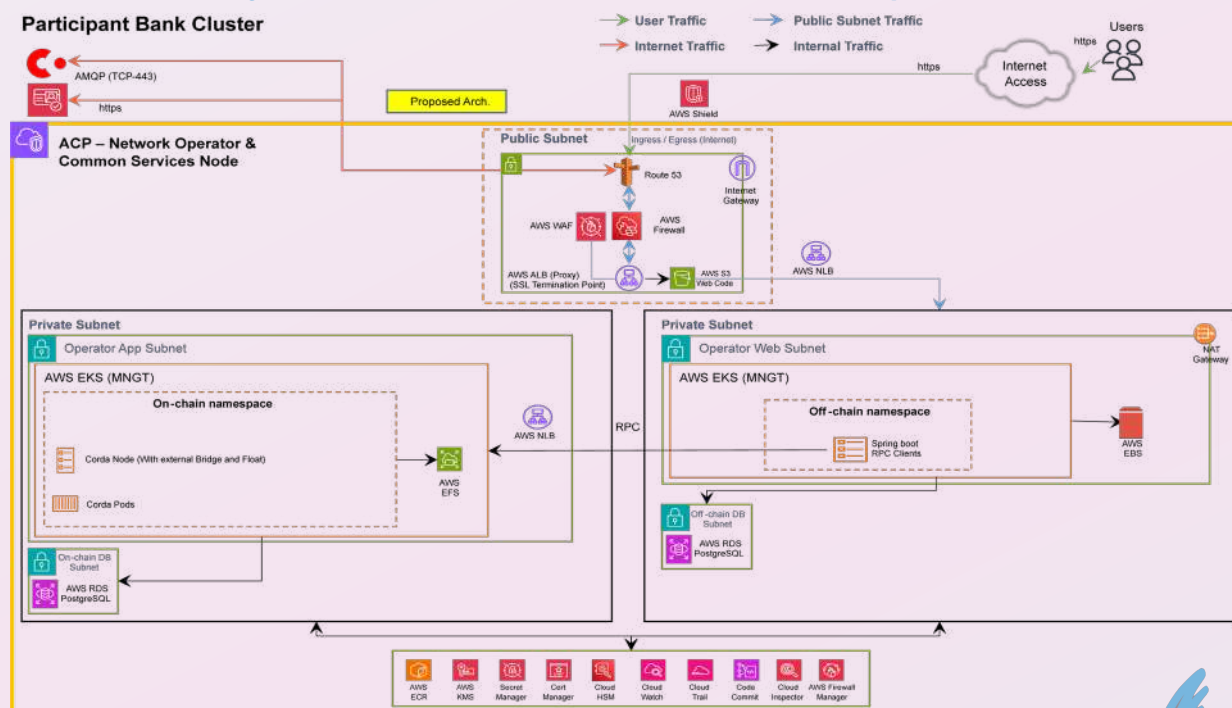 Participant Bank Cluster
User Traffic
Public Subnet Traffic
Internet Traffic
Internal Traffic
Users
https
Internet
Access
https
AMQP (TCP-443)
https
Proposed Arch.
AWS Shield
ACP – Network Operator &
Common Services Node
Public Subnet
Ingress / Egress (Internet)
Route 53
Internet
Gateway
AWS WAF
AWS
Firewall
AWS ALB (Proxy)
(SSL Termination Point)
AWS S3
Web Code
AWS NLB
Private Subnet
Operator App Subnet
AWS EKS (MNGT)
On-chain namespace
Corda Node (With external Bridge and Float)
Corda Pods
AWS
EFS
AWS NLB
On-chain DB
Subnet
AWS RDS
PostgreSQL
RPC
Private Subnet
Operator Web Subnet
NAT
Gateway
AWS EKS (MNGT)
Off-chain namespace
Spring boot
RPC Clients
AWS
EBS
Off-chain DB
Subnet
AWS RDS
PostgreSQL
AWS
ECR
AWS
KMS
Secret
Manager
Cert
Manager
Cloud
HSM
Cloud
Watch
Cloud
Trail
Code
Commit
Cloud
Inspector
AWS Firewall
Manager